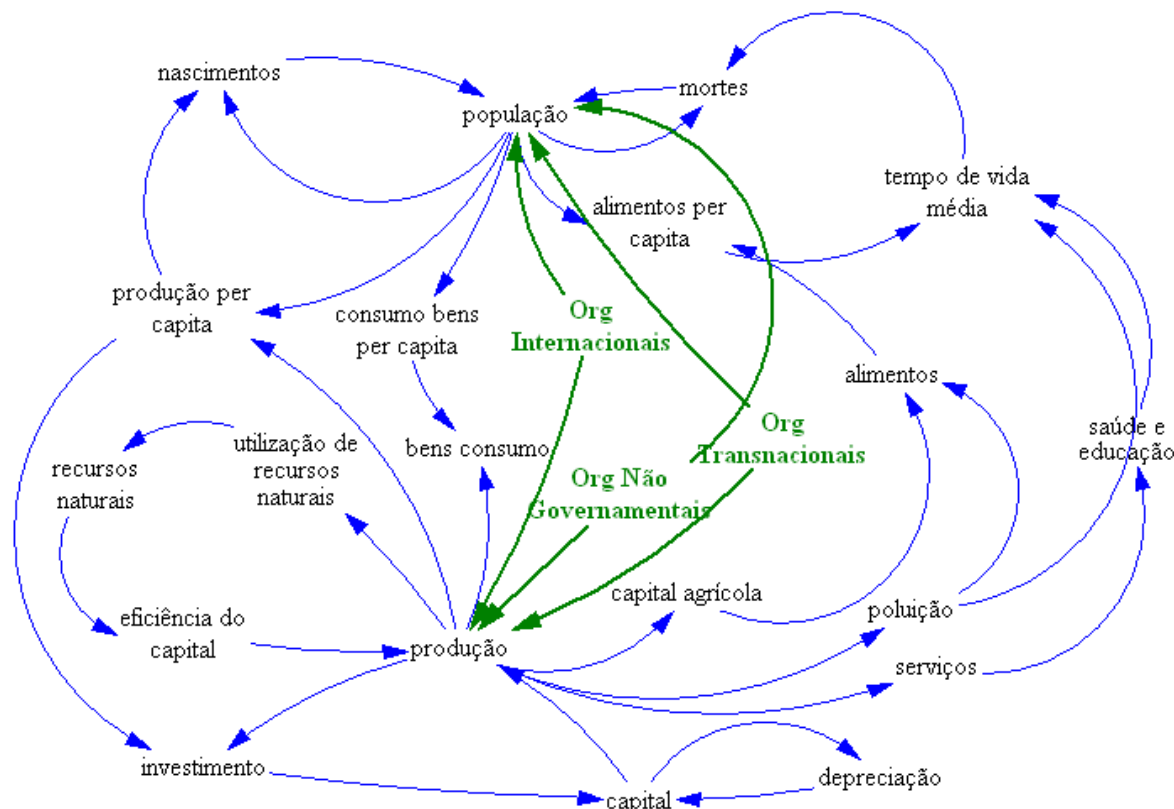 nascimentos
mortes
população
tempo de vida
média
alimentos per
capita
produção per
capita
consumo bens
per capita
Org
Internacionais
alimentos
Org
Transnacionais
saúde e
educação
bens consumo
utilização de
recursos
naturais
recursos
naturais
Org Não
Governamentais
capital agrícola
poluição
eficiência do
capital
produção
serviços
investimento
depreciação
capital